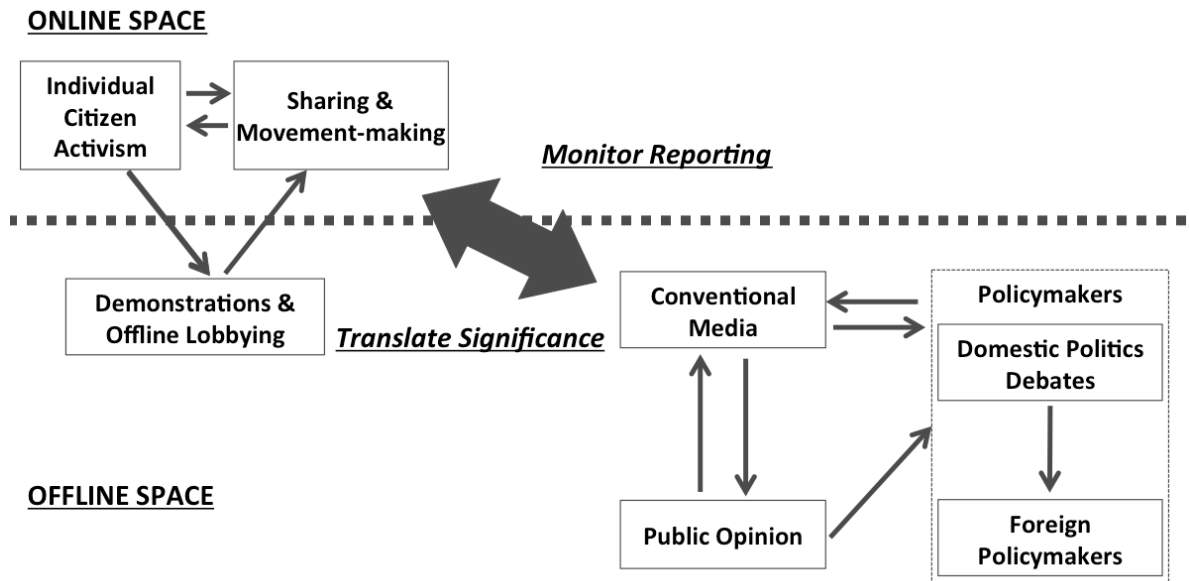 ONLINE SPACE
Individual
Citizen
Activism
Sharing &
Movement-making
Monitor Reporting
Demonstrations &
Offline Lobbying
Translate Significance
Conventional
Media
Policymakers
Domestic Politics
Debates
OFFLINE SPACE
Public Opinion
Foreign
Policymakers